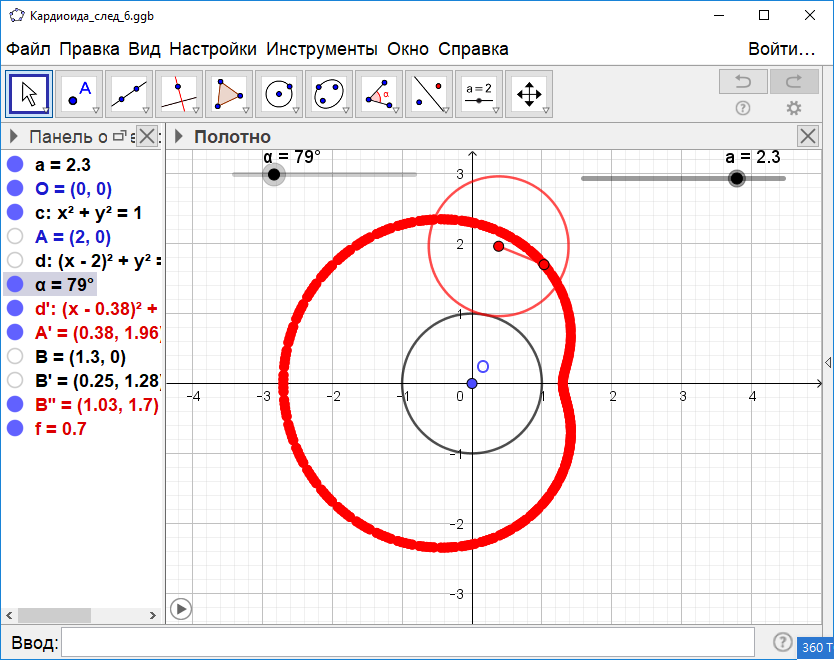 Кардиоида_след_6.ggb
Файл Правка Вид Настройки Инструменты Окно Справка Войти…
A α a = 2
Панель о
Полотно
a = 2.3
O = (0, 0)
c: x² + y² = 1
A = (2, 0)
d: (x - 2)² + y² =
α = 79°
d': (x - 0.38)² +
A' = (0.38, 1.96)
B = (1.3, 0)
B' = (0.25, 1.28)
B'' = (1.03, 1.7)
f = 0.7
α = 79° a = 2.3
3
2
1
O
-4 -3 -2 -1 0 1 2 3 4
-1
-2
-3
Ввод:
360 T